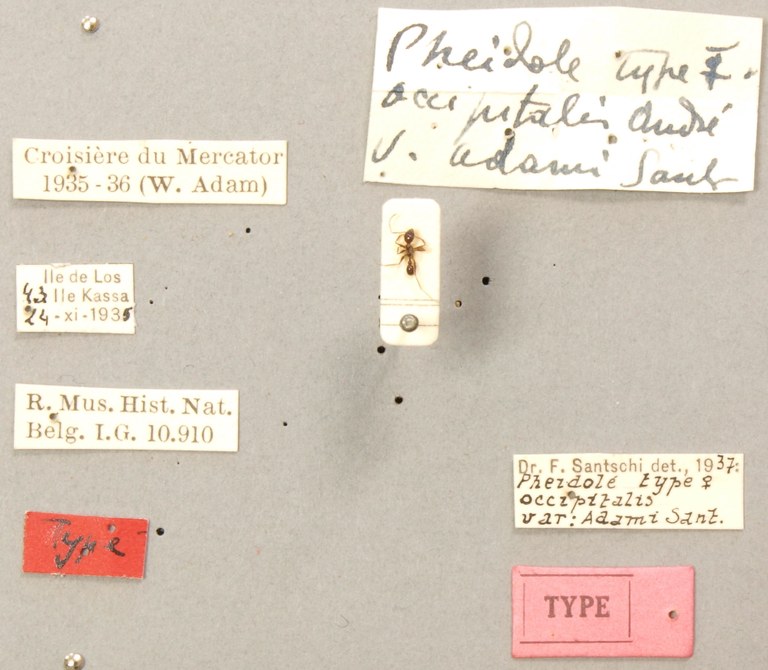 Pheidole type ☿.
occipitalis André
v. adami Sants
Croisière du Mercator
1935-36 (W. Adam)
Ile de Los
43 Ile Kassa
24-xi-1935
R. Mus. Hist. Nat.
Belg. I.G. 10.910
Type
Dr. F. Santschi det., 1937:
Pheidole type ☿
occipitalis
var: Adami Sant.
TYPE